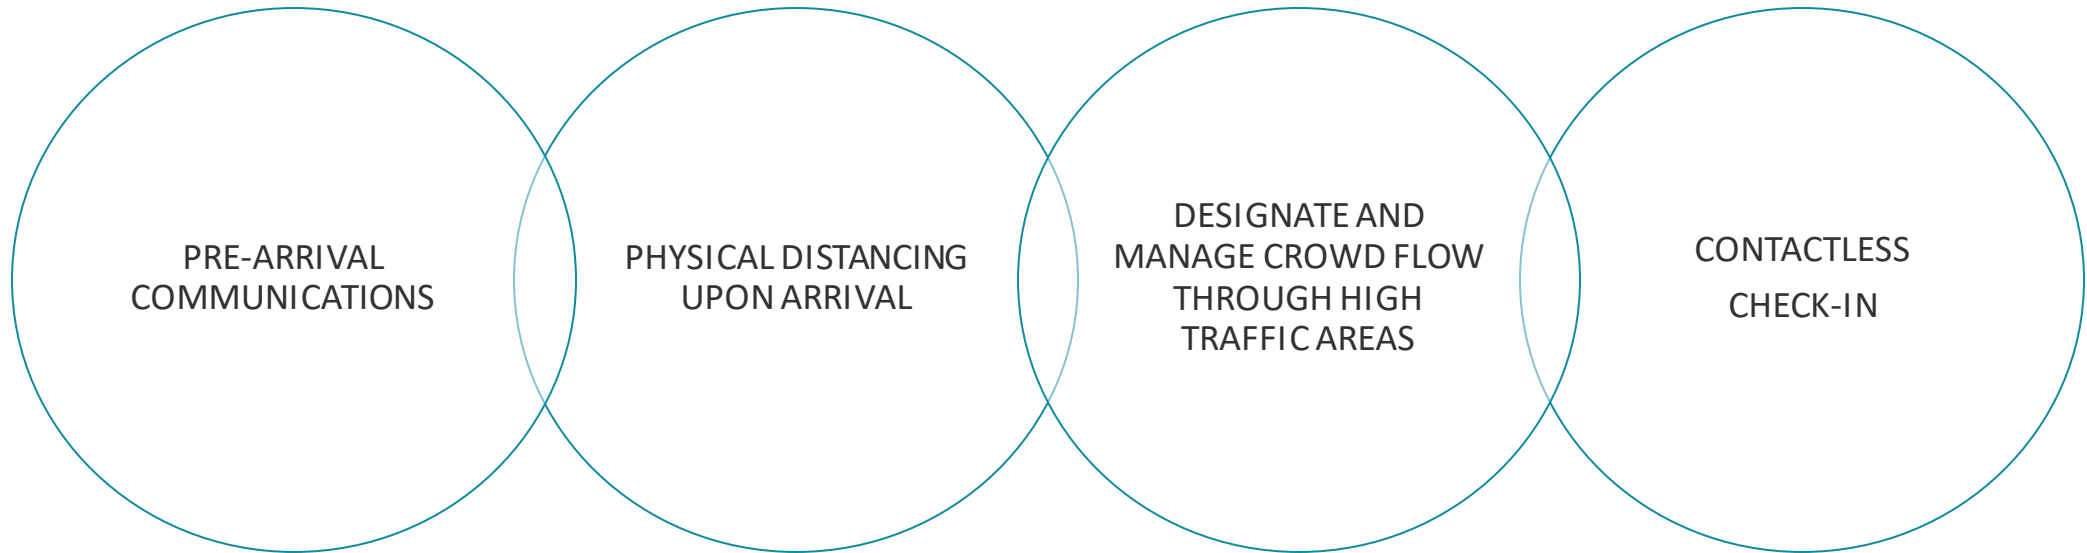 PRE-ARRIVAL
COMMUNICATIONS
PHYSICAL DISTANCING
UPON ARRIVAL
DESIGNATE AND
MANAGE CROWD FLOW
THROUGH HIGH
TRAFFIC AREAS
CONTACTLESS
CHECK-IN